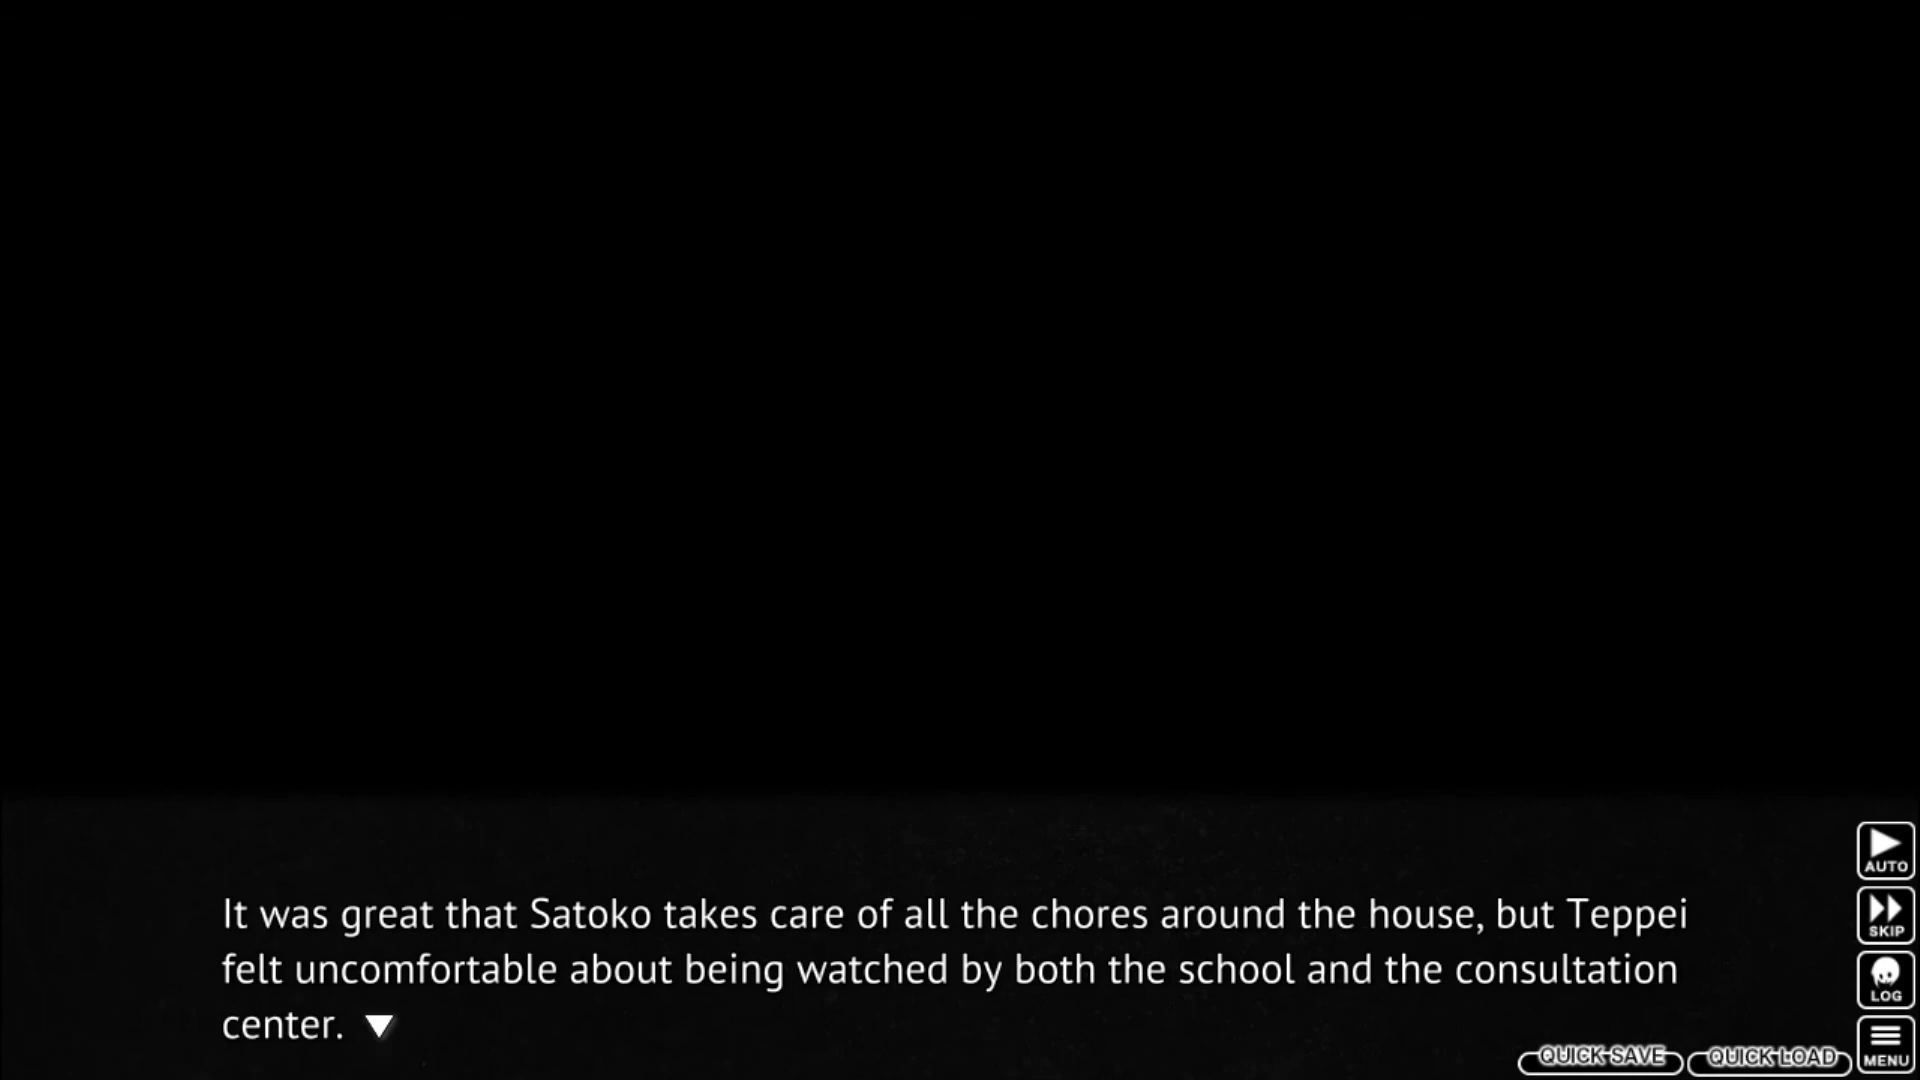 It was great that Satoko takes care of all the chores around the house, but Teppei
felt uncomfortable about being watched by both the school and the consultation
center.
AUTO
SKIP
LOG
MENU
QUICK SAVE
QUICK LOAD